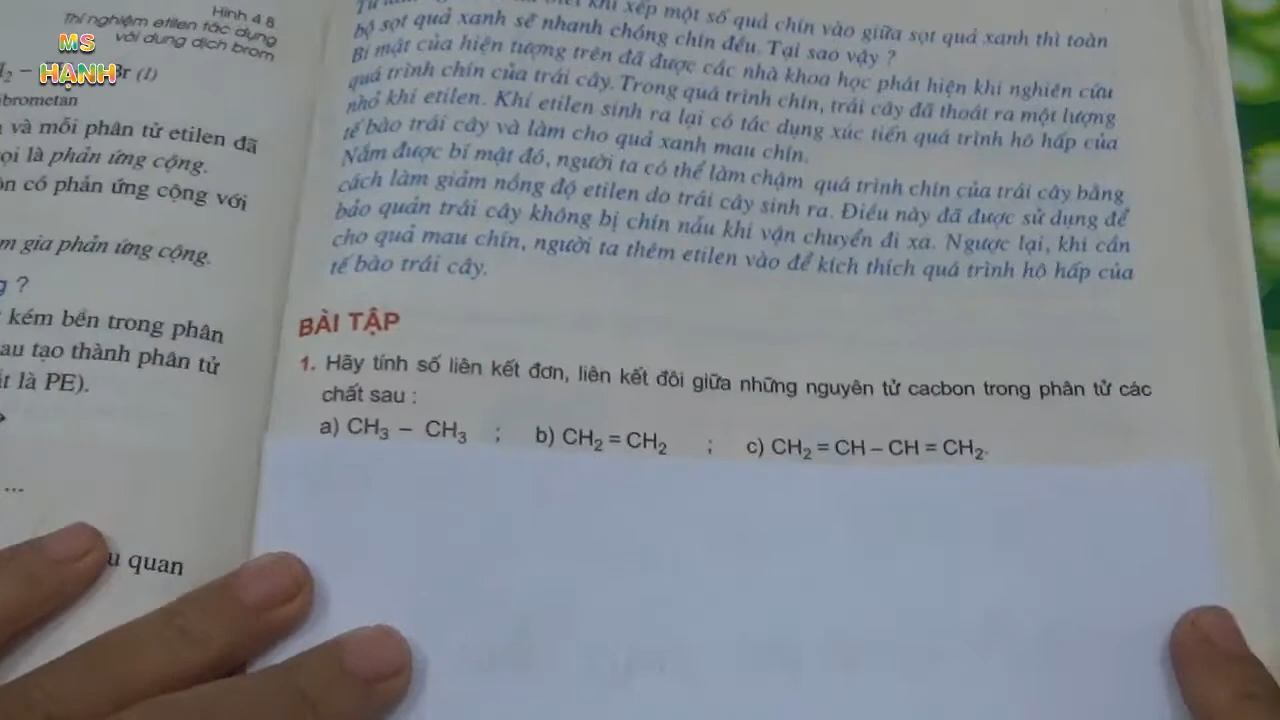 MS
HẠNH
Hình 4 8
Thí nghiệm etilen tác dụng
với dung dịch brom
Br (l)
brometan
và mỗi phân tử etilen đã
ọi là phản ứng cộng.
ôn có phản ứng cộng với
m gia phản ứng cộng.
g ?
kém bền trong phân
au tạo thành phân tử
ắt là PE).
...
u quan
khi xếp một số quả chín vào giữa sọt quả xanh thì toàn
bộ sọt quả xanh sẽ nhanh chóng chín đều. Tại sao vậy ?
Bí mật của hiện tượng trên đã được các nhà khoa học phát hiện khi nghiên cứu
quá trình chín của trái cây. Trong quá trình chín, trái cây đã thoát ra một lượng
nhỏ khí etilen. Khí etilen sinh ra lại có tác dụng xúc tiến quá trình hô hấp của
tế bào trái cây và làm cho quả xanh mau chín.
Nắm được bí mật đó, người ta có thể làm chậm quá trình chín của trái cây bằng
cách làm giảm nồng độ etilen do trái cây sinh ra. Điều này đã được sử dụng để
bảo quản trái cây không bị chín nẫu khi vận chuyển đi xa. Ngược lại, khi cần
cho quả mau chín, người ta thêm etilen vào để kích thích quá trình hô hấp của
tế bào trái cây.
BÀI TẬP
1. Hãy tính số liên kết đơn, liên kết đôi giữa những nguyên tử cacbon trong phân tử các
chất sau :
a) CH₃ – CH₃ ; b) CH₂ = CH₂ ; c) CH₂ = CH – CH = CH₂.